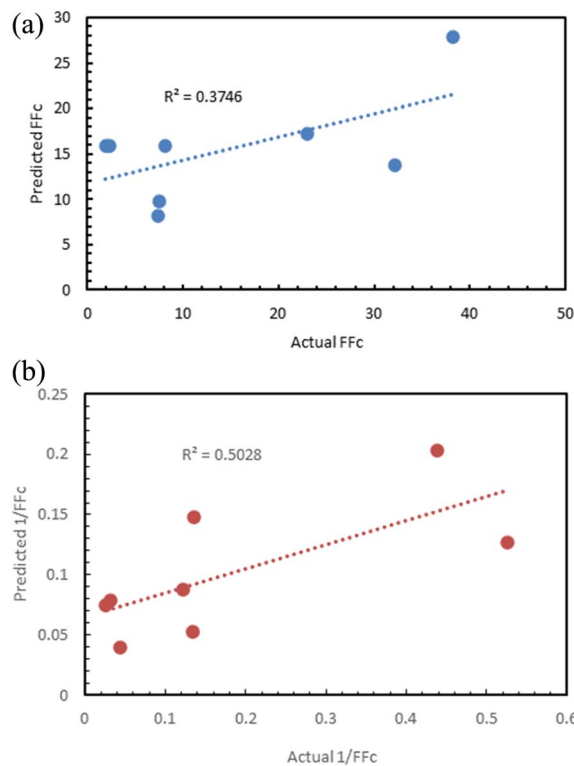 (a)
30
25
20
15
10
5
0
Predicted FFc
R² = 0.3746
0 10 20 30 40 50
Actual FFc
(b)
0.25
0.2
0.15
0.1
0.05
0
Predicted 1/FFc
R² = 0.5028
0 0.1 0.2 0.3 0.4 0.5 0.6
Actual 1/FFc